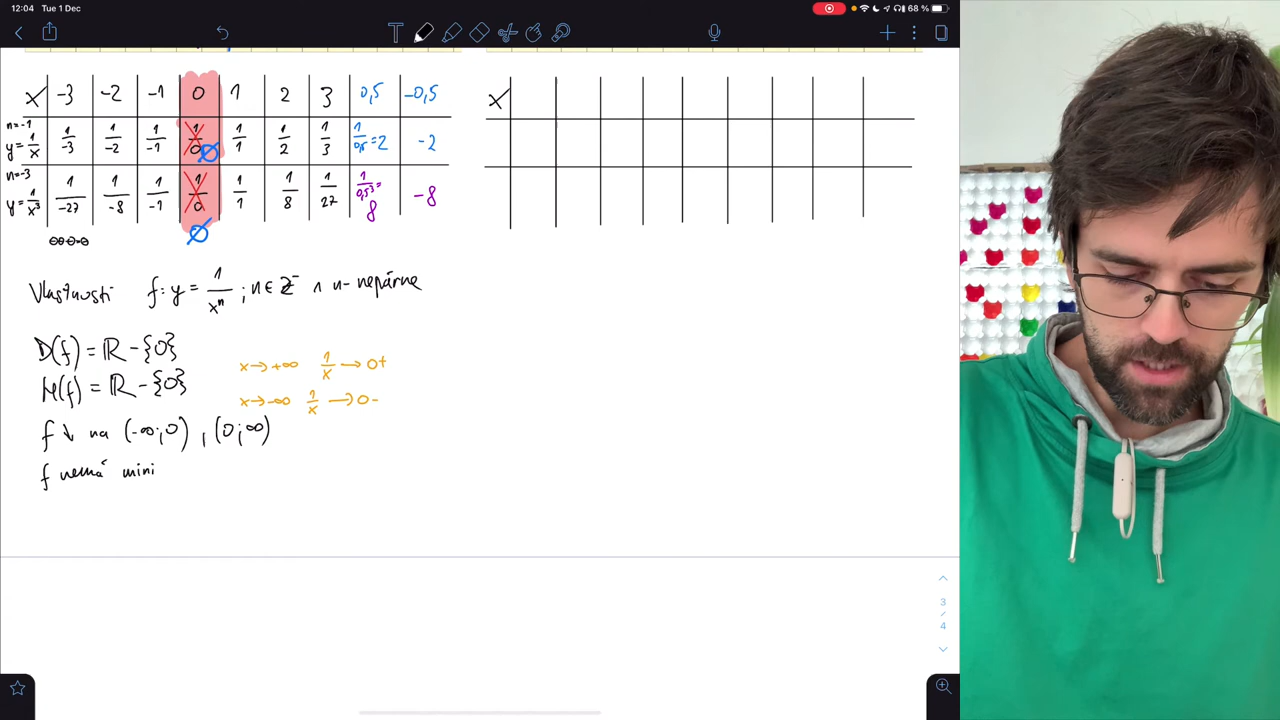 12:04 Tue 1 Dec
68 %
x -3 -2 -1 0 1 2 3 0,5 -0,5
n=-1
y=1/x 1/-3 1/-2 1/-1 1/0 ∅ 1/1 1/2 1/3 1/0,5=2 -2
n=-3
y=1/x³ 1/-27 1/-8 1/-1 1/0 1/1 1/8 1/27 1/0,5³=8 -8
∅
x
Vlastnosti f: y = 1/xⁿ ; n∈Z⁻ ∧ n-nepárne
D(f) = ℝ-{0}
H(f) = ℝ-{0}
x→+∞ 1/x → 0+
x→-∞ 1/x → 0-
f↓ na (-∞;0), (0;∞)
f nemá mini
3
/
4